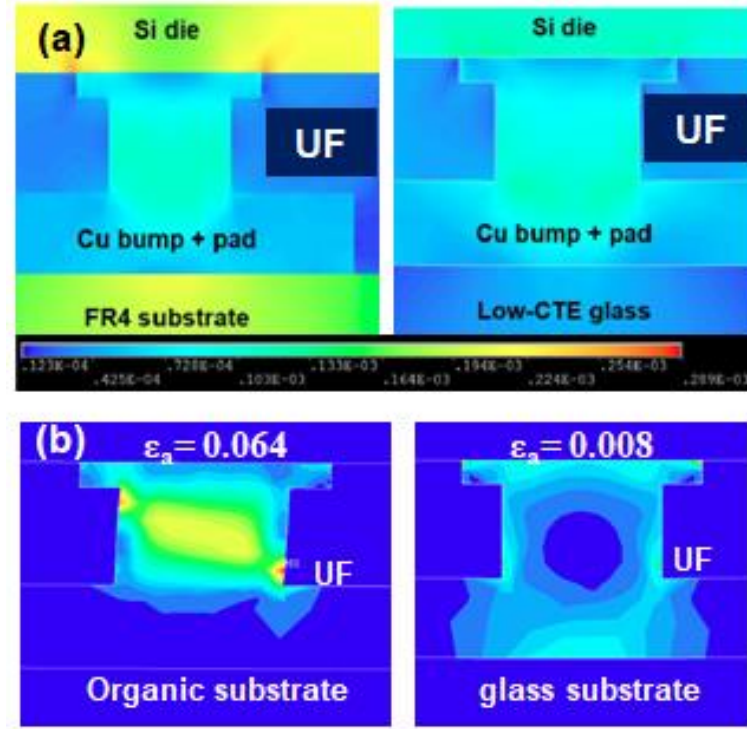 (a)
Si die
UF
Cu bump + pad
FR4 substrate
Si die
UF
Cu bump + pad
Low-CTE glass
.123E-04 .728E-04 .133E-03 .194E-03 .254E-03
.425E-04 .103E-03 .164E-03 .224E-03 .289E-03
(b)
εa= 0.064
UF
Organic substrate
εa= 0.008
UF
glass substrate